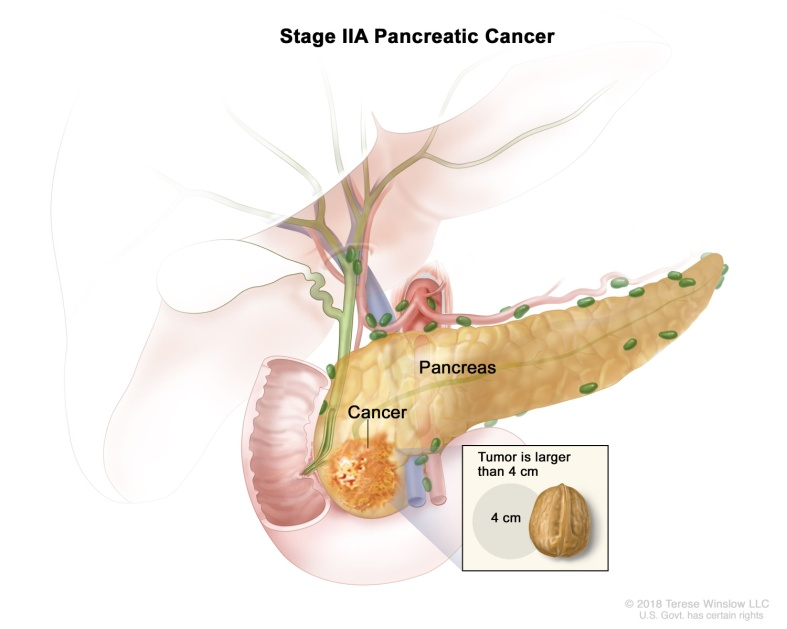 Stage IIA Pancreatic Cancer
Pancreas
Cancer
Tumor is larger
than 4 cm
4 cm
© 2018 Terese Winslow LLC
U.S. Govt. has certain rights